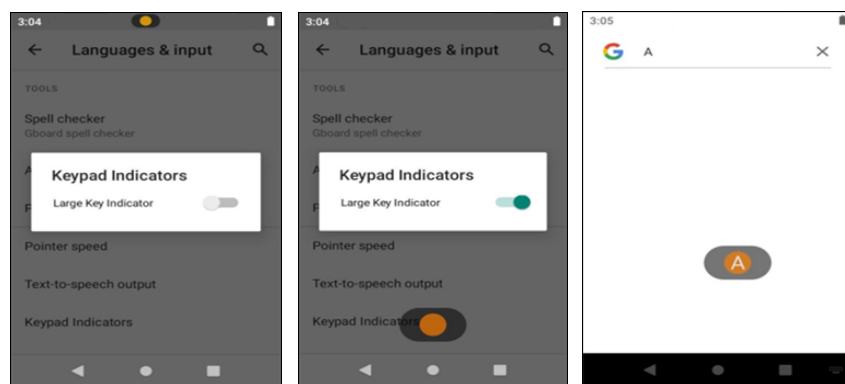 3:04
Languages & input
TOOLS
Spell checker
Gboard spell checker
A
Keypad Indicators
Large Key Indicator
P
Pointer speed
Text-to-speech output
Keypad Indicators
3:04
Languages & input
TOOLS
Spell checker
Gboard spell checker
A
Keypad Indicators
Large Key Indicator
P
Pointer speed
Text-to-speech output
Keypad Indicators
3:05
G A
A